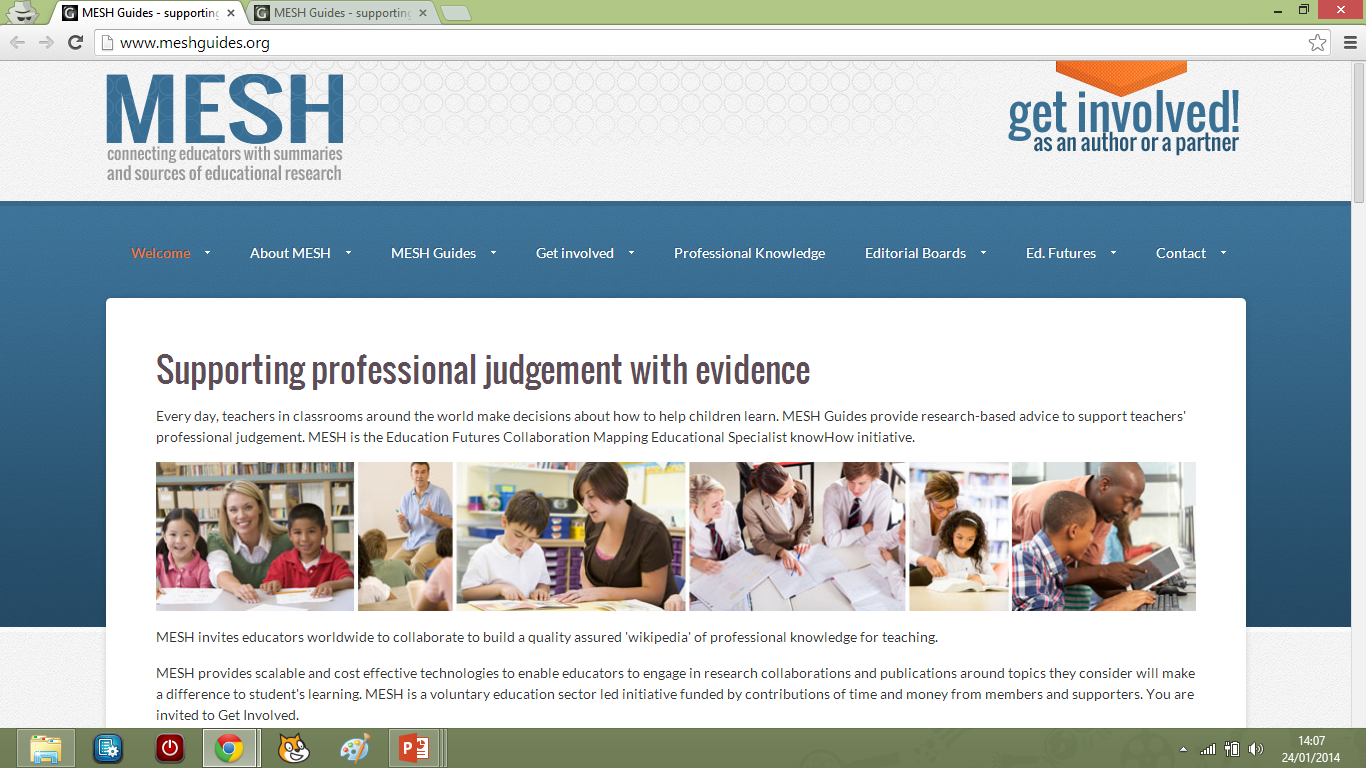 MESH Guides - supporting
MESH Guides - supporting
www.meshguides.org
MESH
connecting educators with summaries
and sources of educational research
get involved!
as an author or a partner
Welcome About MESH MESH Guides Get involved Professional Knowledge Editorial Boards Ed. Futures Contact
Supporting professional judgement with evidence
Every day, teachers in classrooms around the world make decisions about how to help children learn. MESH Guides provide research-based advice to support teachers'
professional judgement. MESH is the Education Futures Collaboration Mapping Educational Specialist knowHow initiative.
MESH invites educators worldwide to collaborate to build a quality assured 'wikipedia' of professional knowledge for teaching.
MESH provides scalable and cost effective technologies to enable educators to engage in research collaborations and publications around topics they consider will make
a difference to student's learning. MESH is a voluntary education sector led initiative funded by contributions of time and money from members and supporters. You are
invited to Get Involved.
14:07
24/01/2014